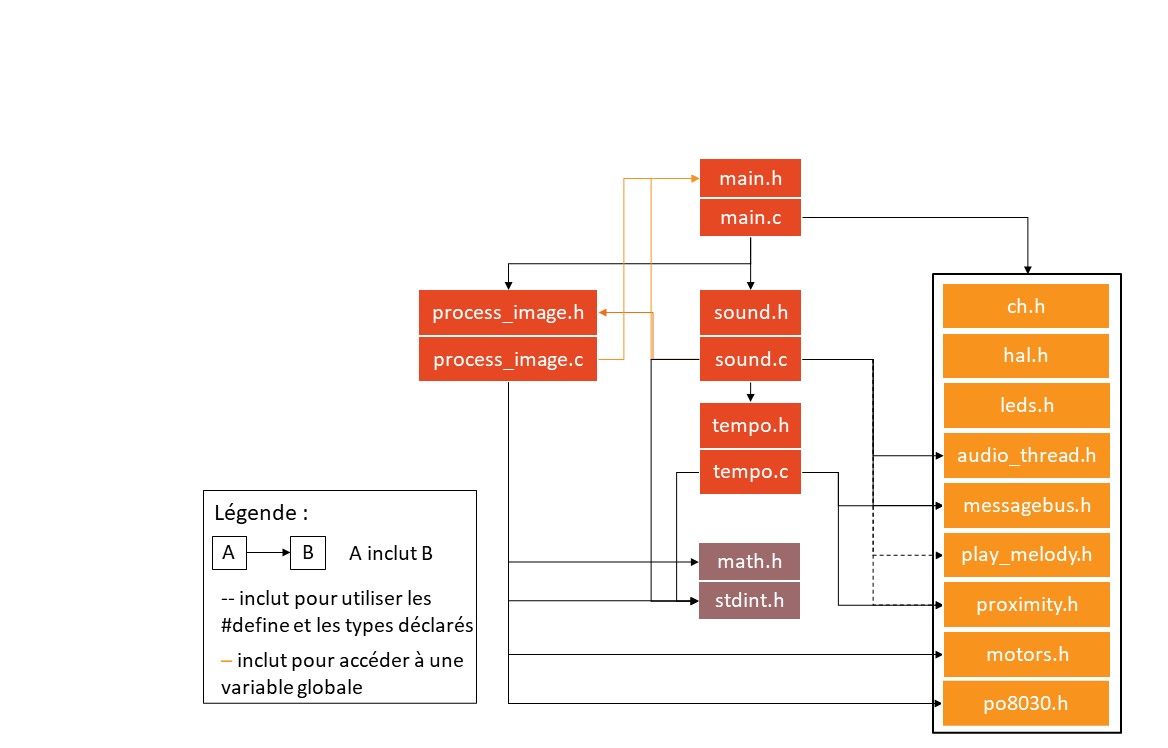 main.h
main.c
process_image.h
process_image.c
sound.h
sound.c
tempo.h
tempo.c
math.h
stdint.h
ch.h
hal.h
leds.h
audio_thread.h
messagebus.h
play_melody.h
proximity.h
motors.h
po8030.h
Légende :
A B A inclut B
-- inclut pour utiliser les
#define et les types déclarés
– inclut pour accéder à une
variable globale